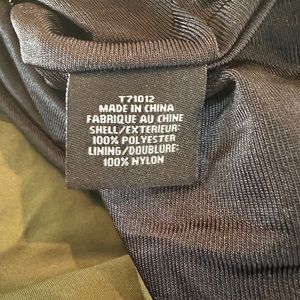 T71012
MADE IN CHINA
FABRIQUE AU CHINE
SHELL/EXTERIEUR:
100% POLYESTER
LINING/DOUBLURE:
100% NYLON